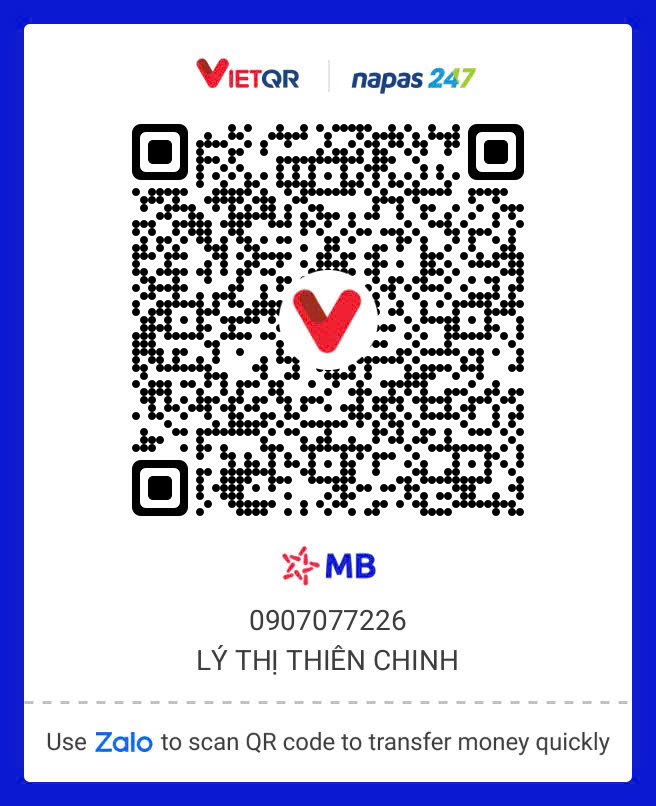 VIETQR napas 247
MB
0907077226
LÝ THỊ THIÊN CHINH
Use Zalo to scan QR code to transfer money quickly